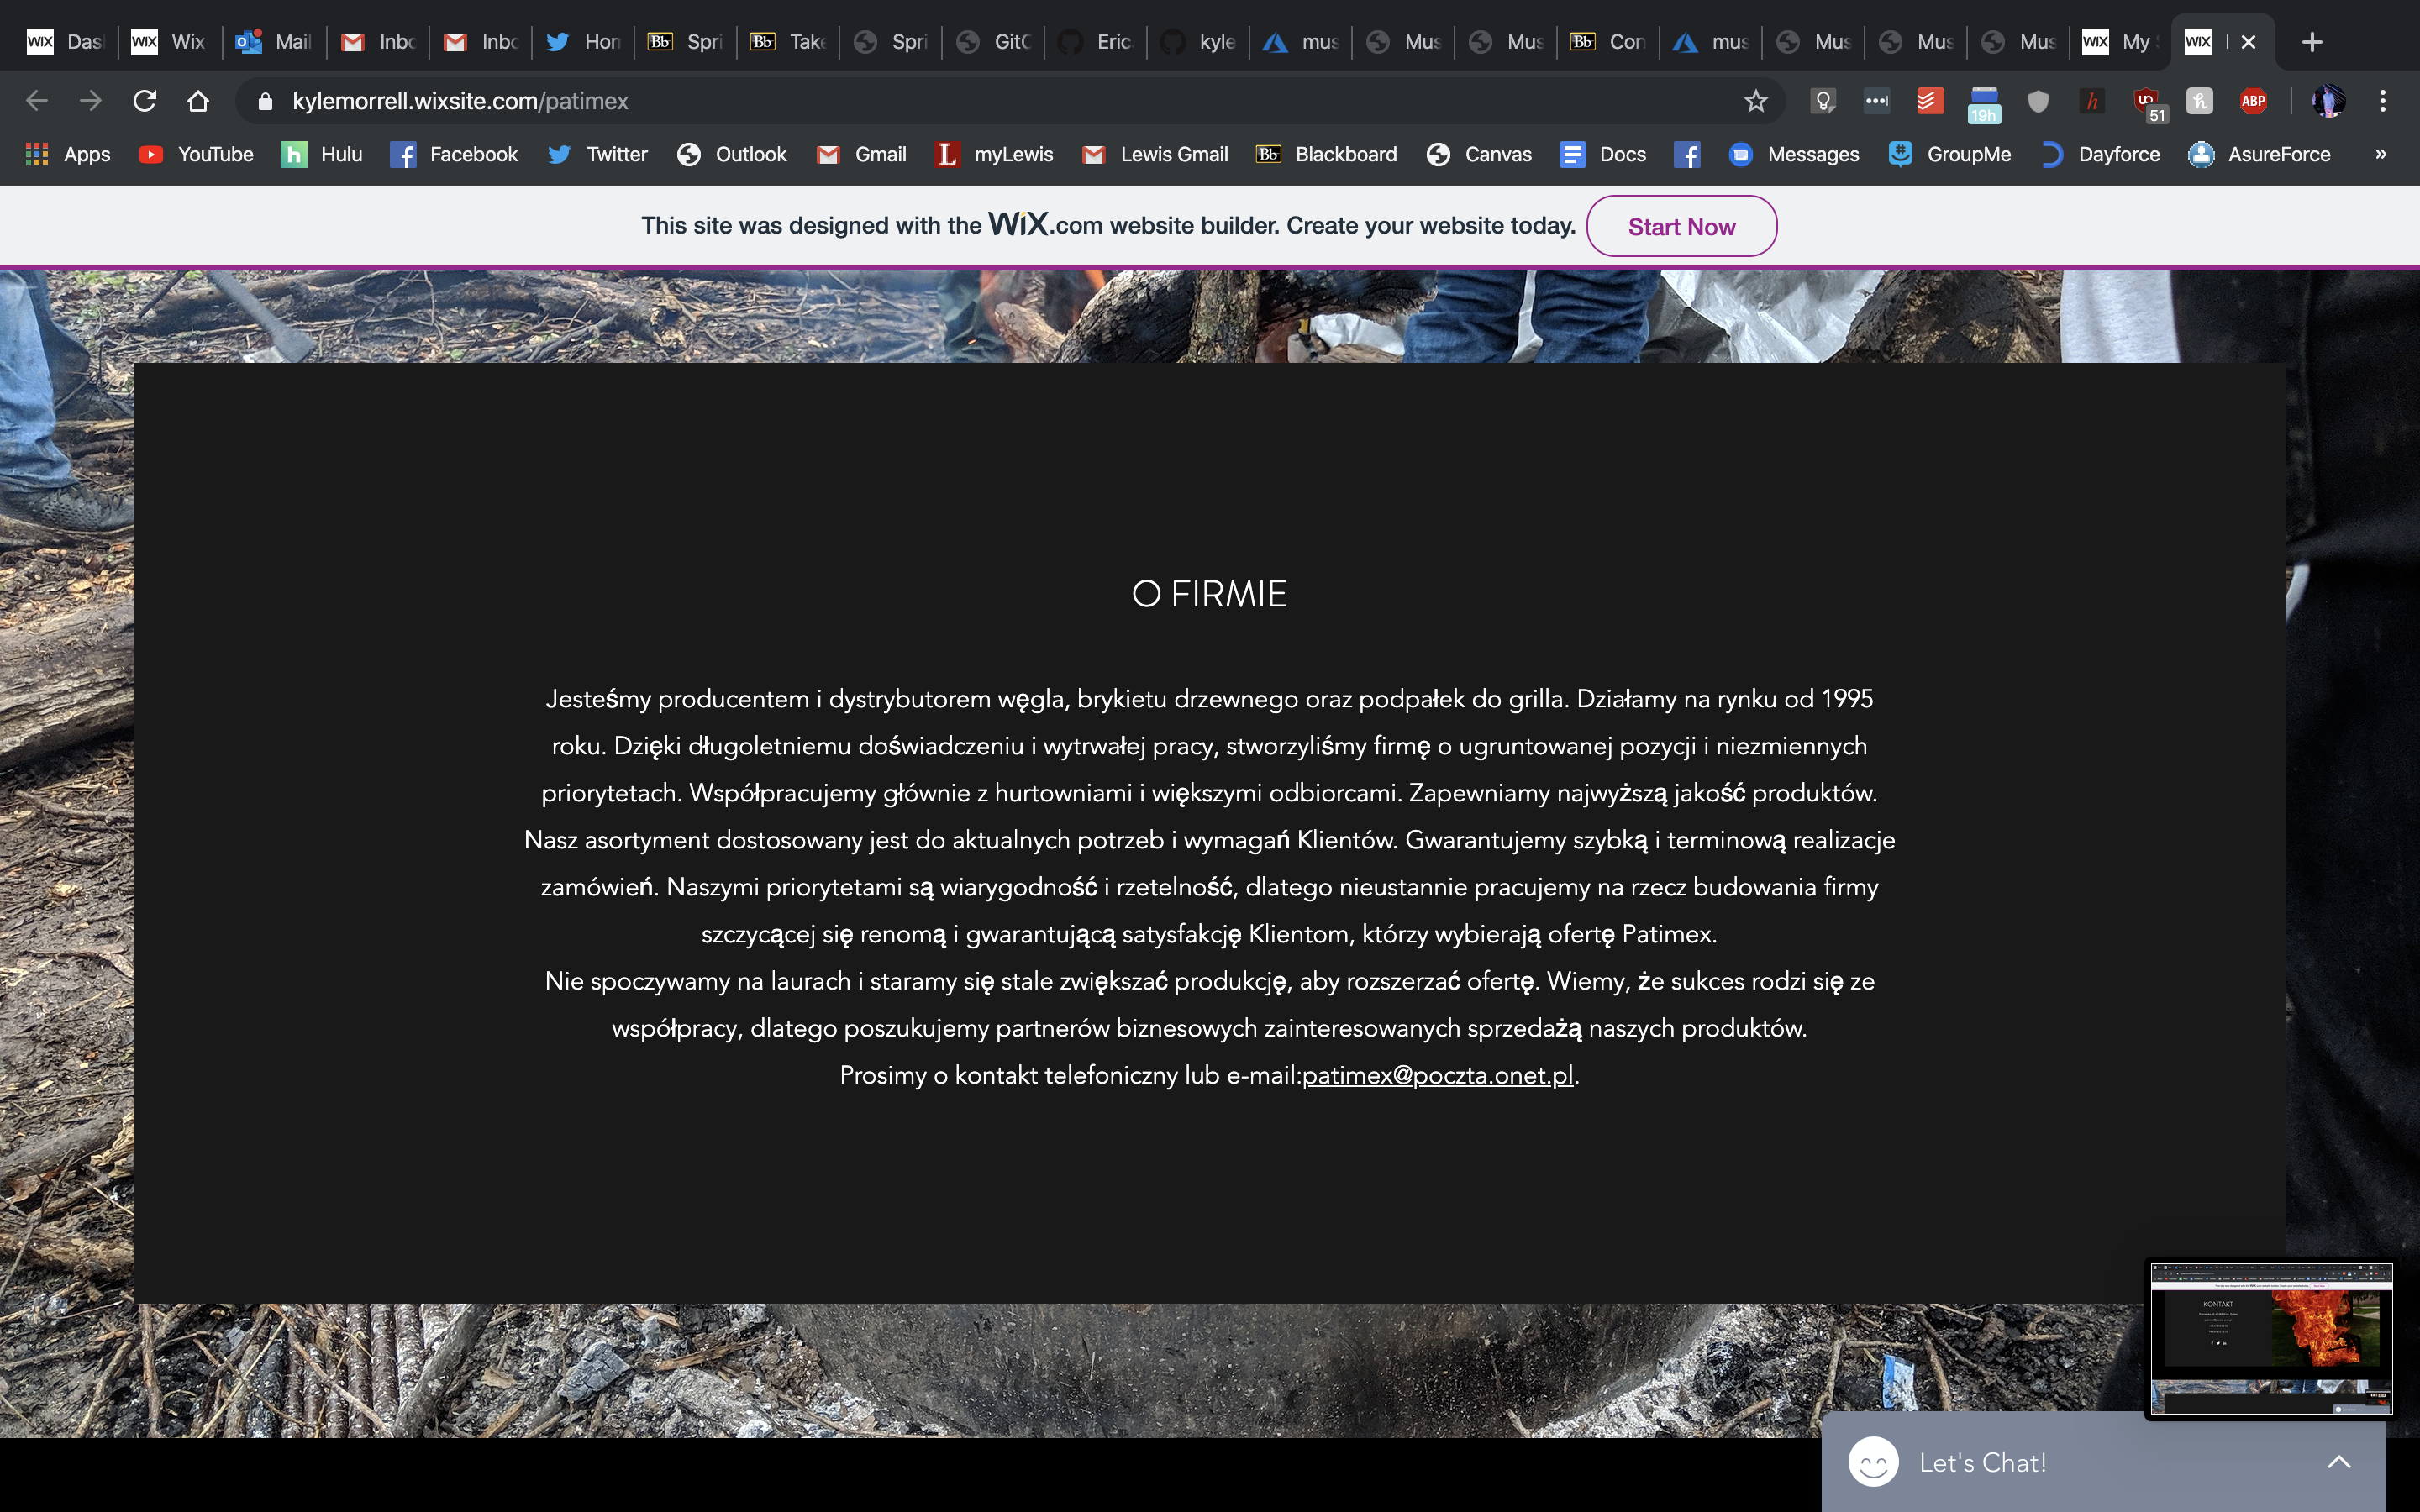 WIX Das
WIX Wix
Mail
Inbc
Inbc
Hon
Bb Spri
Bb Take
Spri
GitC
Eric
kyle
mus
Mus
Mus
Bb Con
mus
Mus
Mus
Mus
WIX My
WIX
kylemorrell.wixsite.com/patimex
19h
51
ABP
Apps
YouTube
Hulu
Facebook
Twitter
Outlook
Gmail
L myLewis
Lewis Gmail
Bb Blackboard
Canvas
Docs
Messages
GroupMe
Dayforce
AsureForce
»
This site was designed with the WiX.com website builder. Create your website today.
Start Now
O FIRMIE
Jesteśmy producentem i dystrybutorem węgla, brykietu drzewnego oraz podpałek do grilla. Działamy na rynku od 1995
roku. Dzięki długoletniemu doświadczeniu i wytrwałej pracy, stworzyliśmy firmę o ugruntowanej pozycji i niezmiennych
priorytetach. Współpracujemy głównie z hurtowniami i większymi odbiorcami. Zapewniamy najwyższą jakość produktów.
Nasz asortyment dostosowany jest do aktualnych potrzeb i wymagań Klientów. Gwarantujemy szybką i terminową realizacje
zamówień. Naszymi priorytetami są wiarygodność i rzetelność, dlatego nieustannie pracujemy na rzecz budowania firmy
szczycącej się renomą i gwarantującą satysfakcję Klientom, którzy wybierają ofertę Patimex.
Nie spoczywamy na laurach i staramy się stale zwiększać produkcję, aby rozszerzać ofertę. Wiemy, że sukces rodzi się ze
współpracy, dlatego poszukujemy partnerów biznesowych zainteresowanych sprzedażą naszych produktów.
Prosimy o kontakt telefoniczny lub e-mail:patimex@poczta.onet.pl.
KONTAKT
Let's Chat!